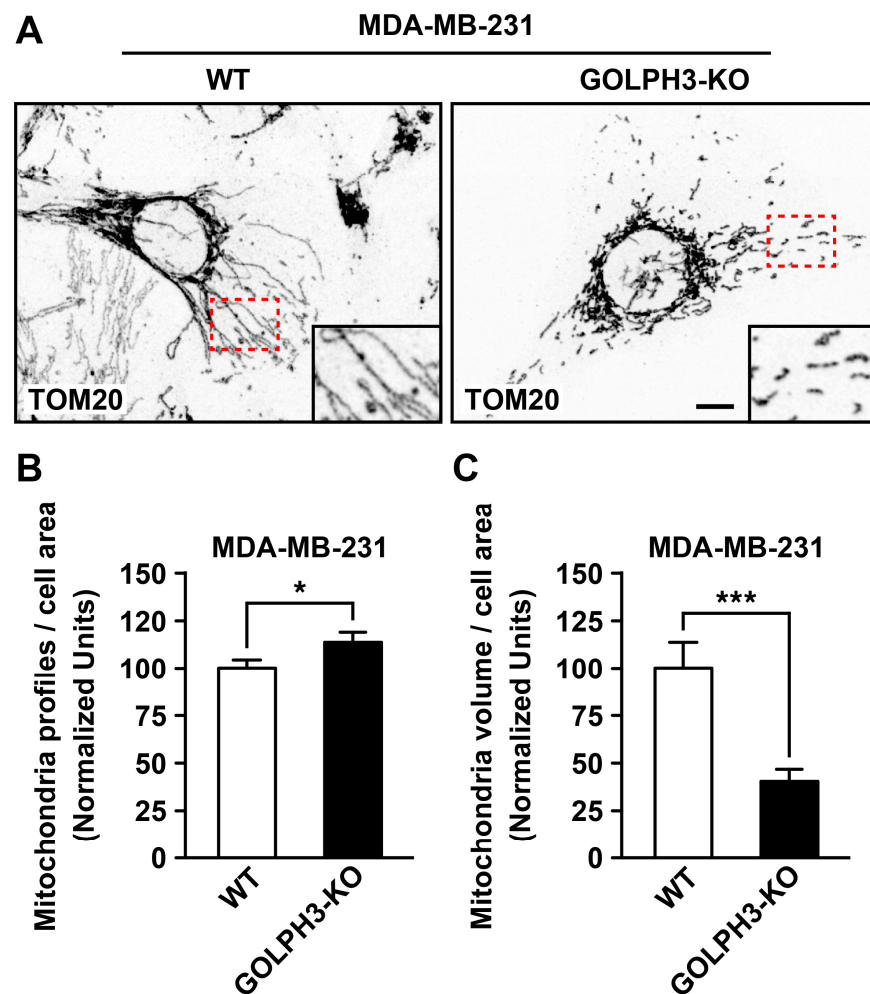 A
MDA-MB-231
WT
GOLPH3-KO
TOM20
TOM20
B
MDA-MB-231
Mitochondria profiles / cell area
(Normalized Units)
150
120
100
75
50
25
0
*
WT
GOLPH3-KO
C
MDA-MB-231
Mitochondria volume / cell area
(Normalized Units)
150
120
100
75
50
25
0
***
WT
GOLPH3-KO